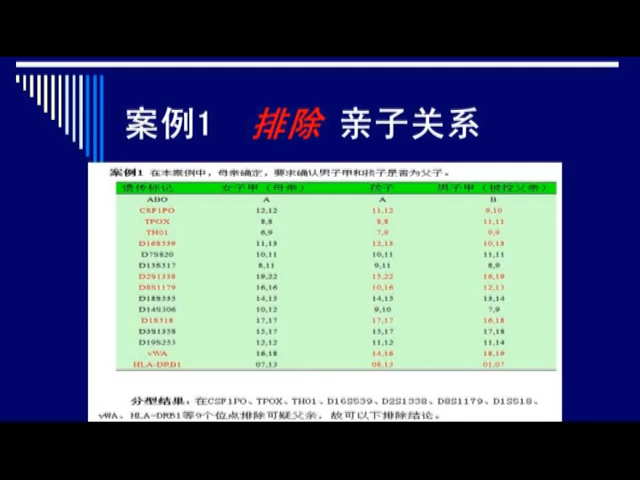 案例1 排除 亲子关系
案例1 在本案例中，母亲确定，要求确认男子甲和孩子是否为父子。
遗传标记 女子甲（母亲） 孩子 男子甲（被控父亲）
ABO A A B
CSF1PO 12,12 11,12 9,10
TPOX 8,8 8,8 11,11
TH01 6,9 7,9 9,9
D16S539 11,13 12,13 10,13
D7S820 10,11 10,11 11,11
D13S317 8,11 9,11 8,9
D2S1338 19,22 15,22 16,19
D8S1179 16,16 10,16 12,13
D18S535 14,15 14,15 13,14
D14S306 10,12 9,10 7,9
D1S518 17,17 17,17 16,18
D3S1358 15,17 15,17 17,18
D19S253 12,12 11,12 11,14
vWA 16,18 14,16 18,19
HLA-DRB1 07,13 08,13 01,07
分型结果：在CSF1PO、TPOX、TH01、D16S539、D2S1338、D8S1179、D1S518、
vWA、HLA-DRB1等9个位点排除可疑父亲，故可以下排除结论。